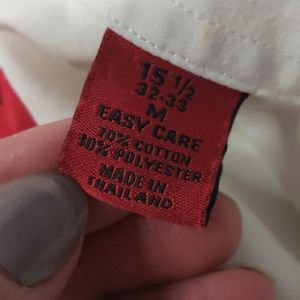 15 1/2
32-33
M
EASY CARE
70% COTTON
30% POLYESTER
MADE IN
THAILAND